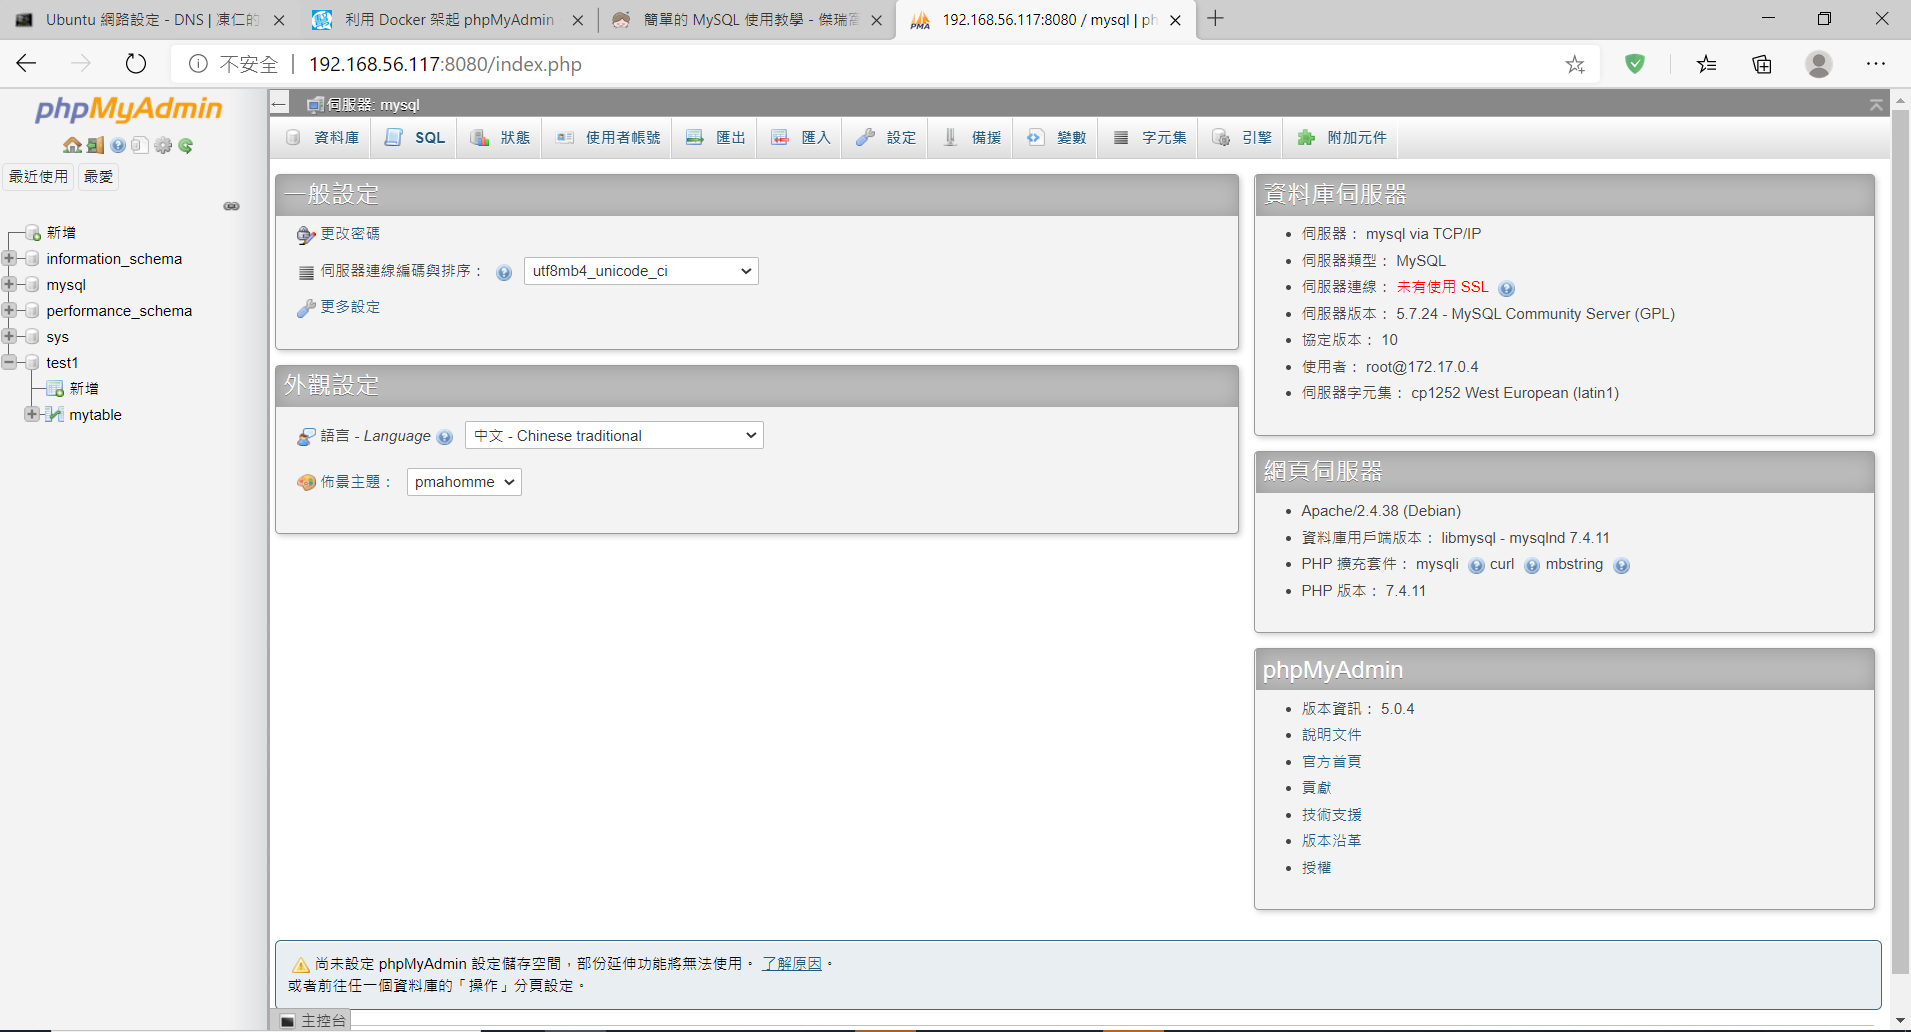 Ubuntu 網路設定 - DNS | 凍仁的
利用 Docker 架起 phpMyAdmin
簡單的 MySQL 使用教學 - 傑瑞窩
192.168.56.117:8080 / mysql | ph
不安全 | 192.168.56.117:8080/index.php
phpMyAdmin
最近使用 最愛
新增
information_schema
mysql
performance_schema
sys
test1
新增
mytable
伺服器: mysql
資料庫 SQL 狀態 使用者帳號 匯出 匯入 設定 備援 變數 字元集 引擎 附加元件
一般設定
更改密碼
伺服器連線編碼與排序： utf8mb4_unicode_ci
更多設定
外觀設定
語言 - Language 中文 - Chinese traditional
佈景主題： pmahomme
資料庫伺服器
伺服器： mysql via TCP/IP
伺服器類型： MySQL
伺服器連線： 未有使用 SSL
伺服器版本： 5.7.24 - MySQL Community Server (GPL)
協定版本： 10
使用者： root@172.17.0.4
伺服器字元集： cp1252 West European (latin1)
網頁伺服器
Apache/2.4.38 (Debian)
資料庫用戶端版本： libmysql - mysqlnd 7.4.11
PHP 擴充套件： mysqli curl mbstring
PHP 版本： 7.4.11
phpMyAdmin
版本資訊： 5.0.4
說明文件
官方首頁
貢獻
技術支援
版本沿革
授權
尚未設定 phpMyAdmin 設定儲存空間，部份延伸功能將無法使用。 了解原因。
或者前往任一個資料庫的「操作」分頁設定。
主控台